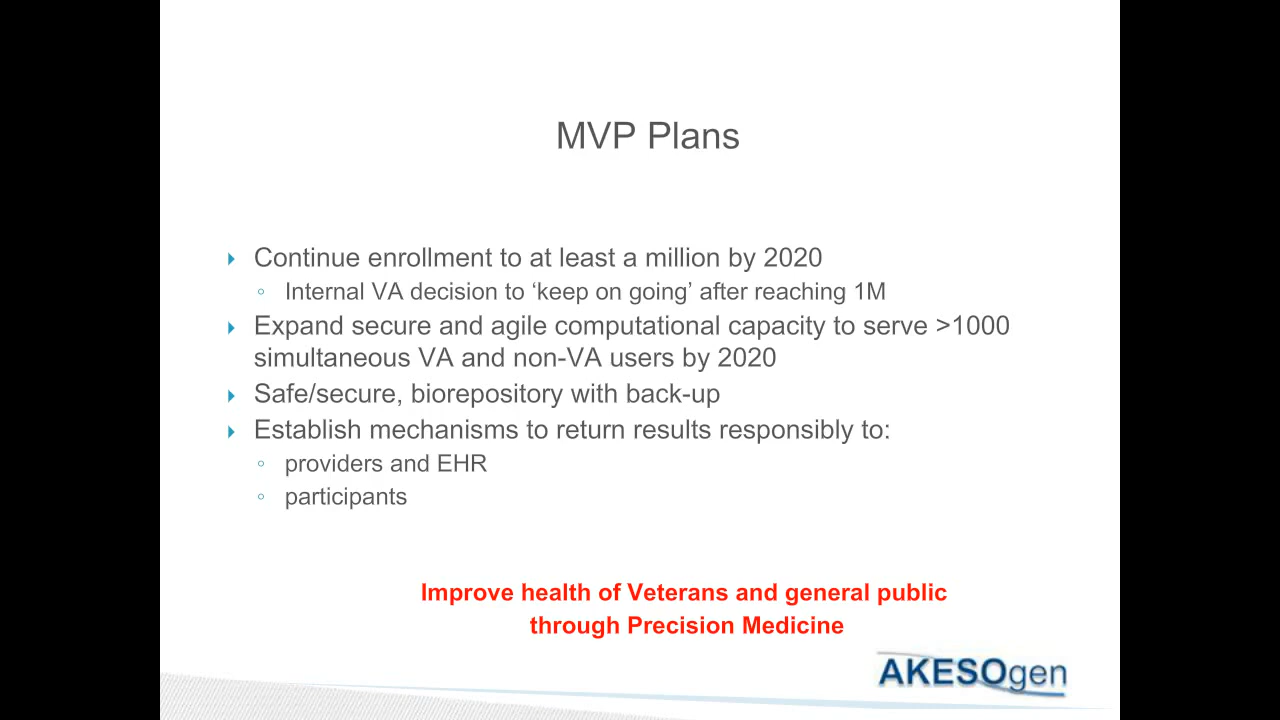 MVP Plans
Continue enrollment to at least a million by 2020
Internal VA decision to ‘keep on going’ after reaching 1M
Expand secure and agile computational capacity to serve >1000
simultaneous VA and non-VA users by 2020
Safe/secure, biorepository with back-up
Establish mechanisms to return results responsibly to:
providers and EHR
participants
Improve health of Veterans and general public
through Precision Medicine
AKESOgen